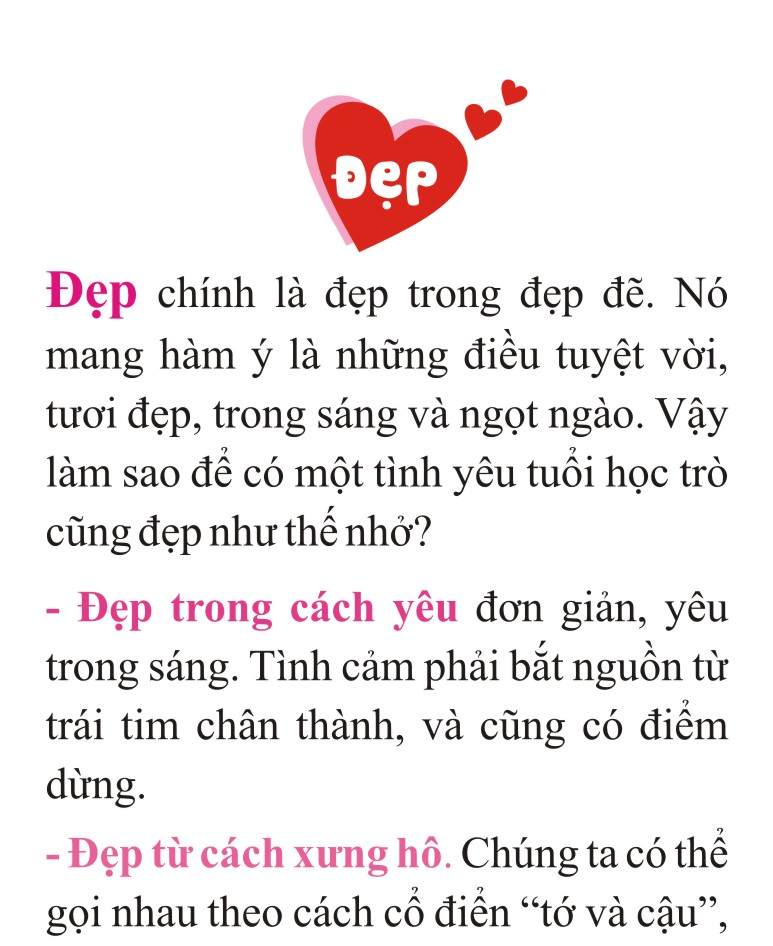 Đẹp
Đẹp chính là đẹp trong đẹp đẽ. Nó
mang hàm ý là những điều tuyệt vời,
tươi đẹp, trong sáng và ngọt ngào. Vậy
làm sao để có một tình yêu tuổi học trò
cũng đẹp như thế nhở?
- Đẹp trong cách yêu đơn giản, yêu
trong sáng. Tình cảm phải bắt nguồn từ
trái tim chân thành, và cũng có điểm
dừng.
- Đẹp từ cách xưng hô. Chúng ta có thể
gọi nhau theo cách cổ điển “tớ và cậu”,